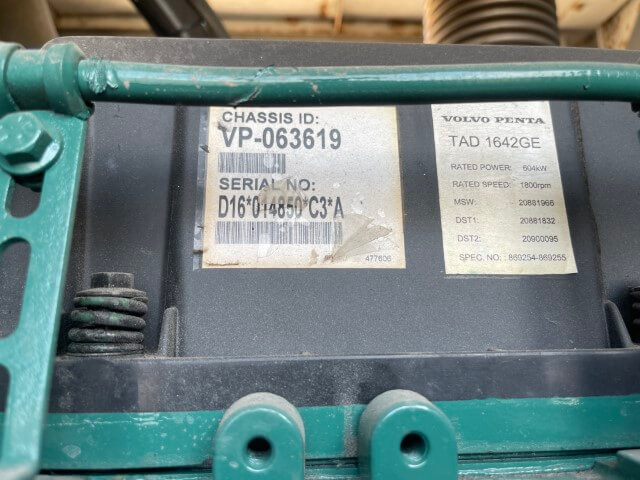 CHASSIS ID:
VP-063619
SERIAL NO:
D16*014850*C3*A
477606
VOLVO PENTA
TAD 1642GE
RATED POWER: 604kW
RATED SPEED: 1800rpm
MSW: 20881966
DST1: 20881832
DST2: 20900095
SPEC. NO.: 869254-869255